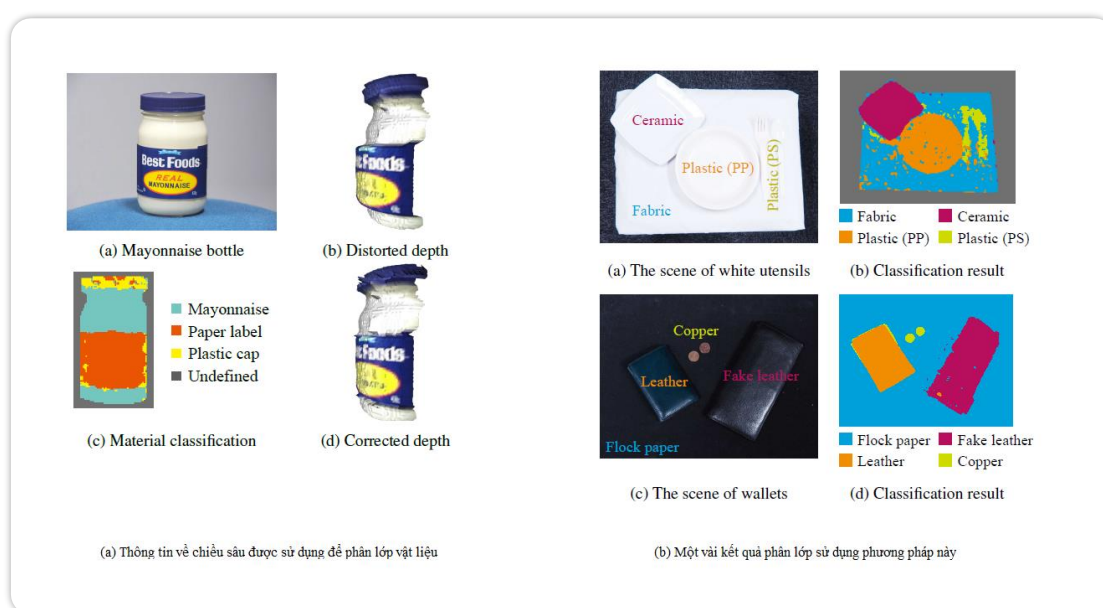 Best Foods
REAL
MAYONNAISE
(a) Mayonnaise bottle
(b) Distorted depth
Mayonnaise
Paper label
Plastic cap
Undefined
(c) Material classification
(d) Corrected depth
(a) Thông tin về chiều sâu được sử dụng để phân lớp vật liệu
Ceramic
Plastic (PP)
Plastic (PS)
Fabric
(a) The scene of white utensils
Fabric
Ceramic
Plastic (PP)
Plastic (PS)
(b) Classification result
Copper
Leather
Fake leather
Flock paper
(c) The scene of wallets
Flock paper
Fake leather
Leather
Copper
(d) Classification result
(b) Một vài kết quả phân lớp sử dụng phương pháp này